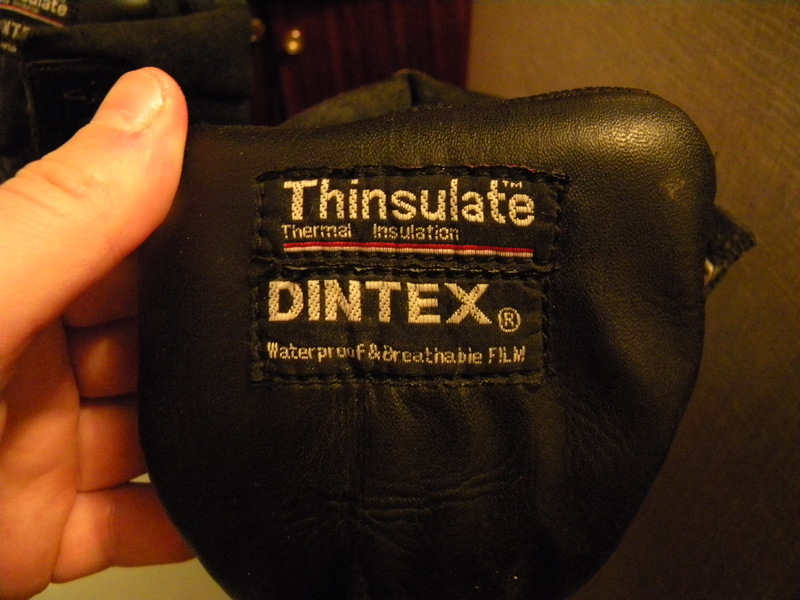 Thinsulate™
Thermal Insulation
DINTEX®
Waterproof & Breathable FILM